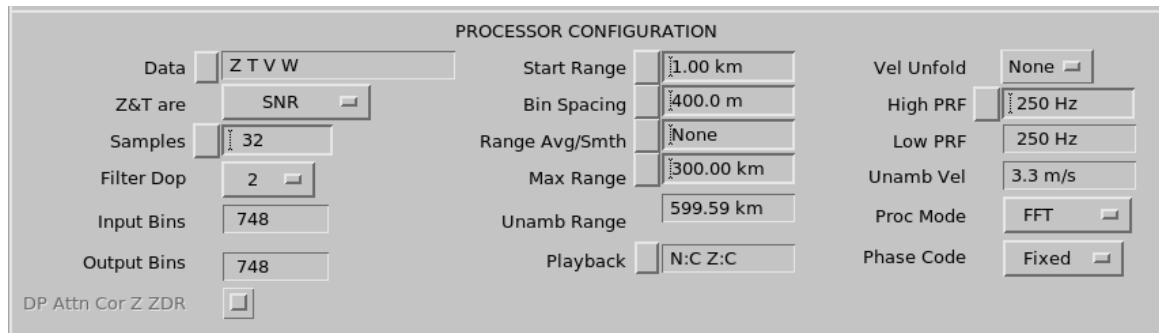 PROCESSOR CONFIGURATION
Data Z T V W
Z&T are SNR
Samples 32
Filter Dop 2
Input Bins 748
Output Bins 748
DP Attn Cor Z ZDR
Start Range 1.00 km
Bin Spacing 400.0 m
Range Avg/Smth None
Max Range 300.00 km
Unamb Range 599.59 km
Playback N:C Z:C
Vel Unfold None
High PRF 250 Hz
Low PRF 250 Hz
Unamb Vel 3.3 m/s
Proc Mode FFT
Phase Code Fixed